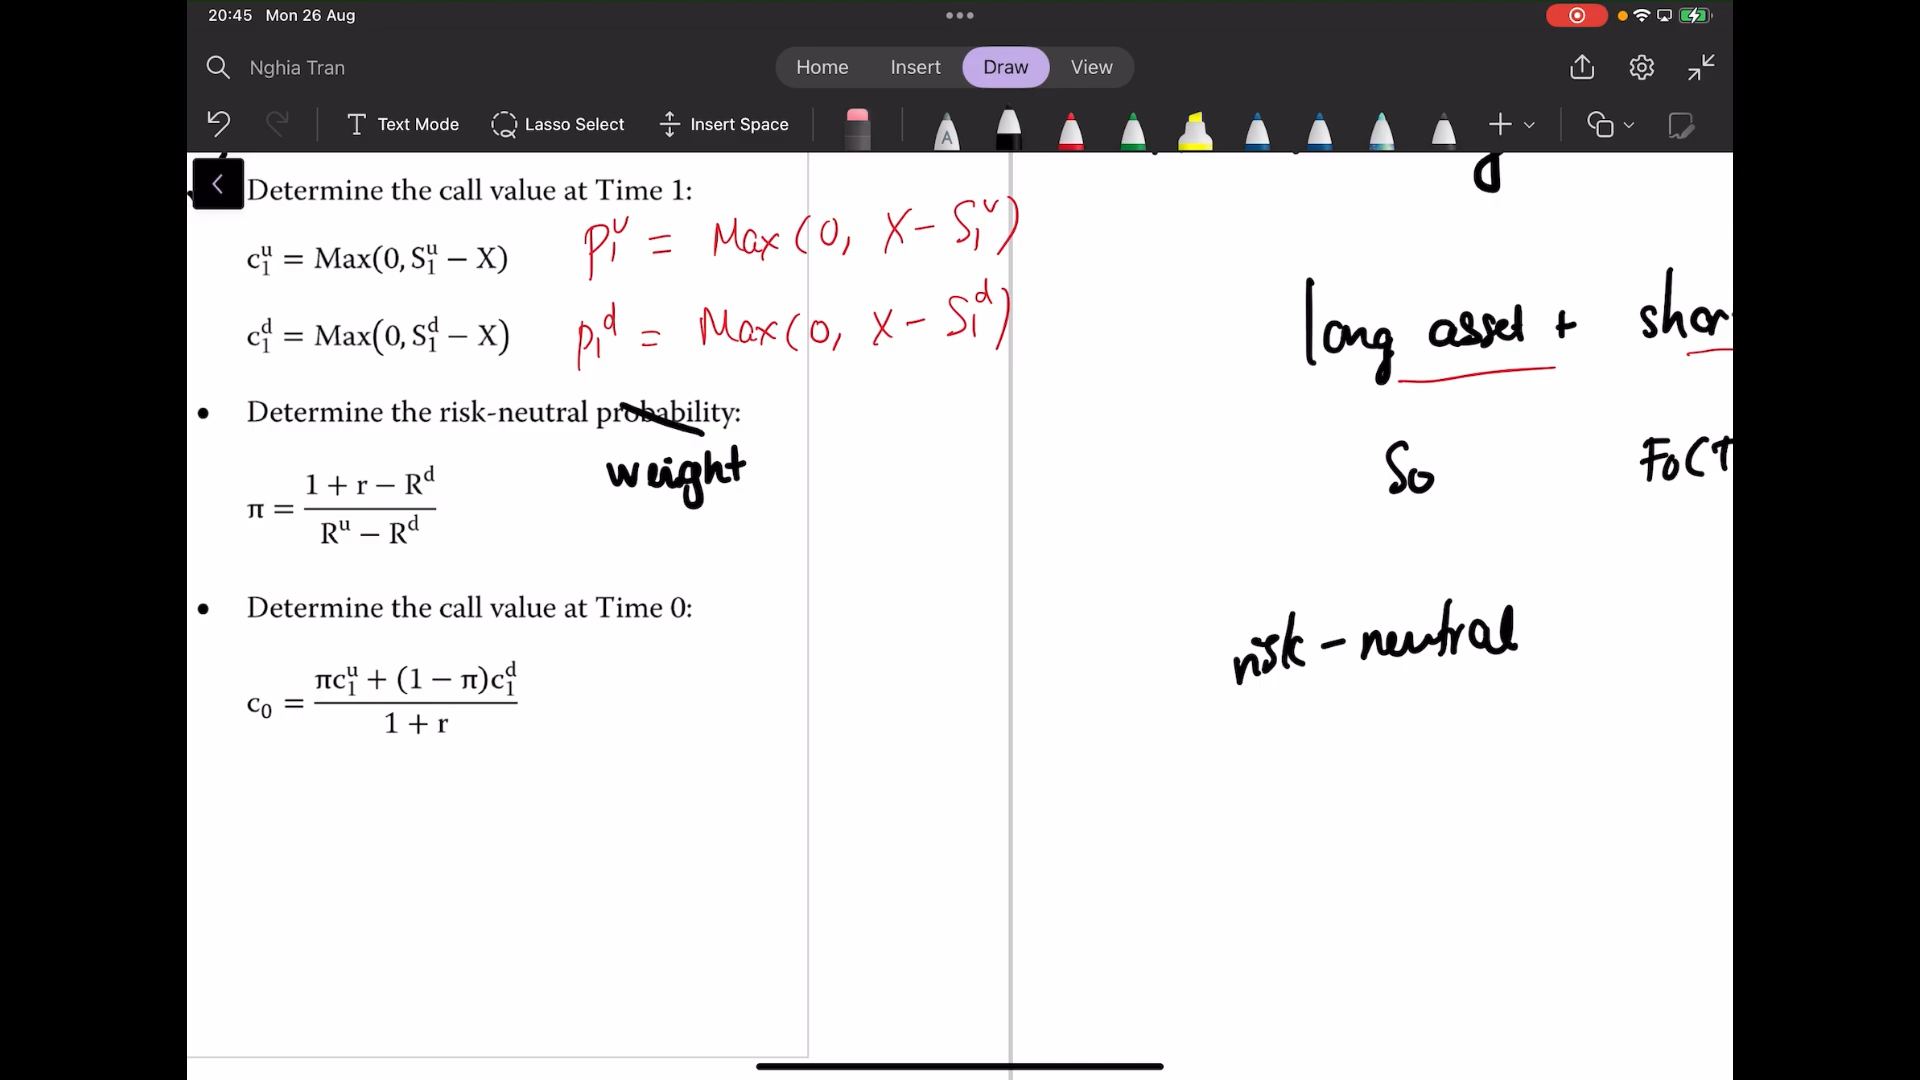 20:45 Mon 26 Aug
Nghia Tran
Home Insert Draw View
Text Mode Lasso Select Insert Space
Determine the call value at Time 1:
c₁ᵘ = Max(0, S₁ᵘ − X)
P₁ᵘ = Max(0, X − S₁ᵘ)
c₁ᵈ = Max(0, S₁ᵈ − X)
P₁ᵈ = Max(0, X − S₁ᵈ)
• Determine the risk-neutral probability:
weight
π = (1 + r − Rᵈ) / (Rᵘ − Rᵈ)
• Determine the call value at Time 0:
c₀ = (πc₁ᵘ + (1 − π)c₁ᵈ) / (1 + r)
long asset + shor
S₀ F₀(T
risk - neutral